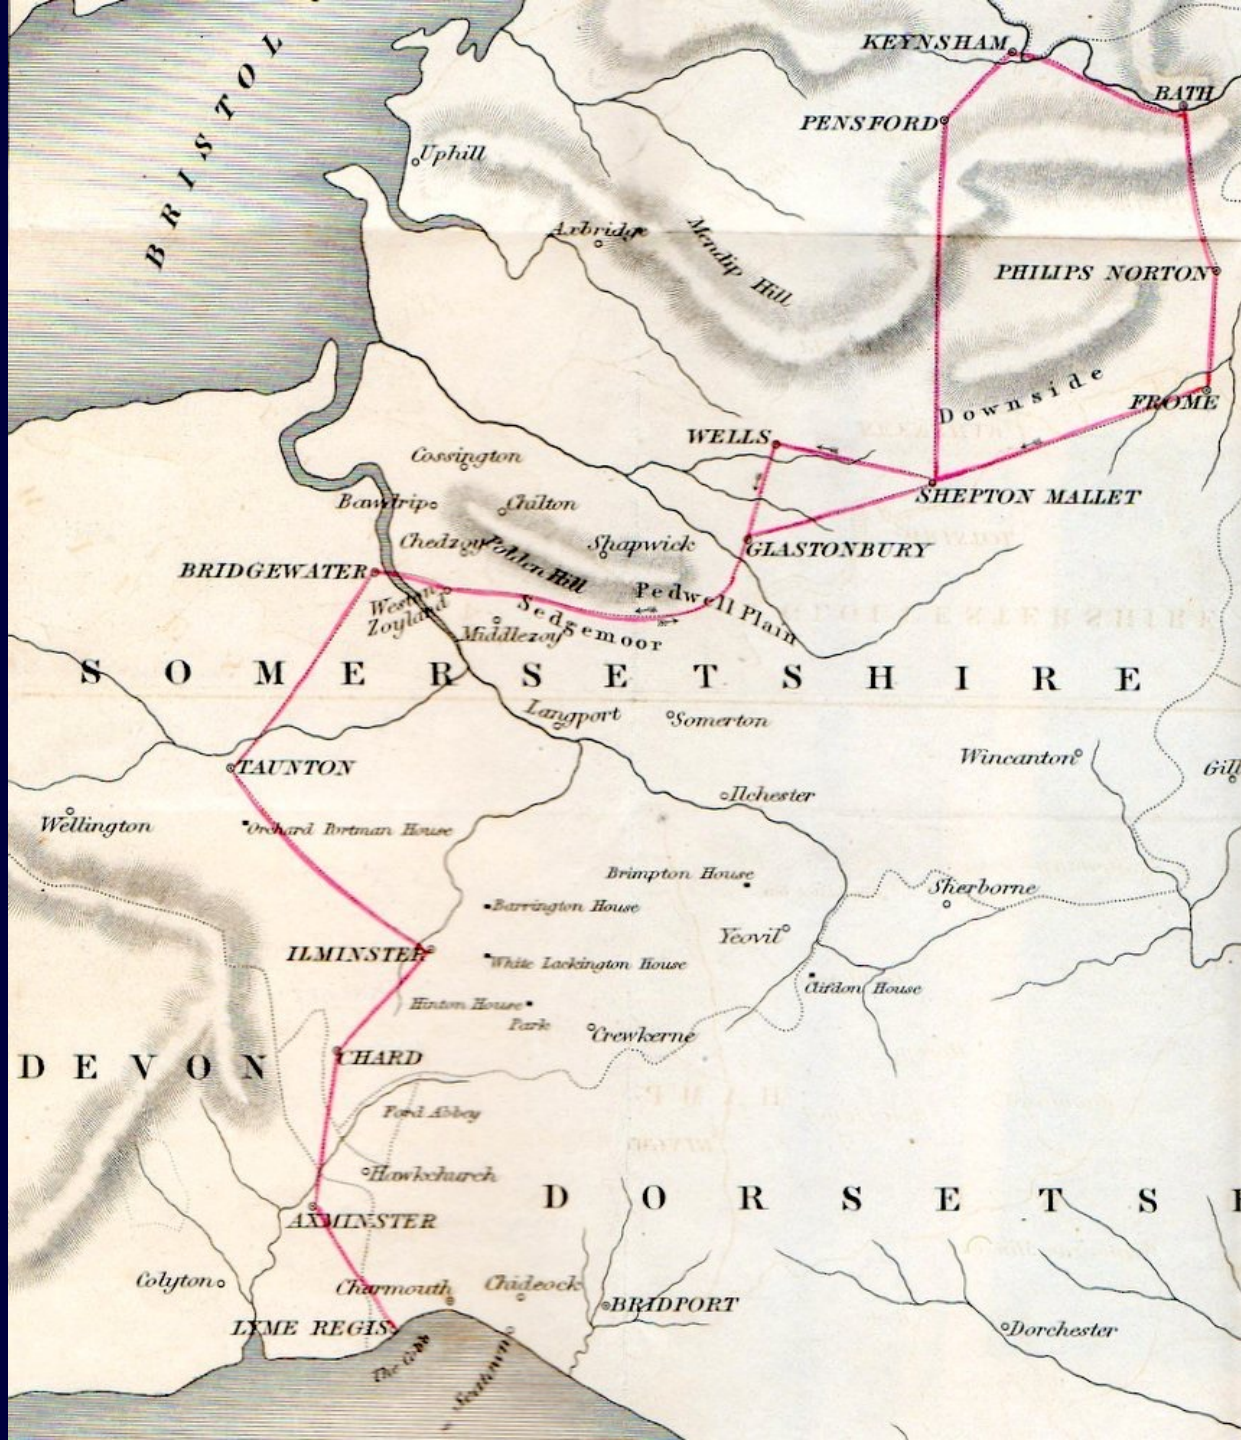 BRISTOL
KEYNSHAM
BATH
PENSFORD
Uphill
Axbridge
Mendip Hill
PHILIPS NORTON
Downside
FROME
WELLS
SHEPTON MALLET
Cossington
Bawdrip
Chilton
Chedzoy
Polden Hill
Shapwick
GLASTONBURY
BRIDGEWATER
Weston
Zoyland
Pedwell Plain
Sedgemoor
Middlezoy
SOMERSETSHIRE
Langport
Somerton
Wincanton
Gill
TAUNTON
Ilchester
Wellington
Orchard Portman House
Brimpton House
Sherborne
Barrington House
Yeovil
ILMINSTER
White Lackington House
Clifdon House
Hinton House
Park
Crewkerne
CHARD
DEVON
Ford Abbey
Hawkchurch
DORSETS
AXMINSTER
Colyton
Charmouth
Chideock
BRIDPORT
LYME REGIS
The Cobb
Seatown
Dorchester